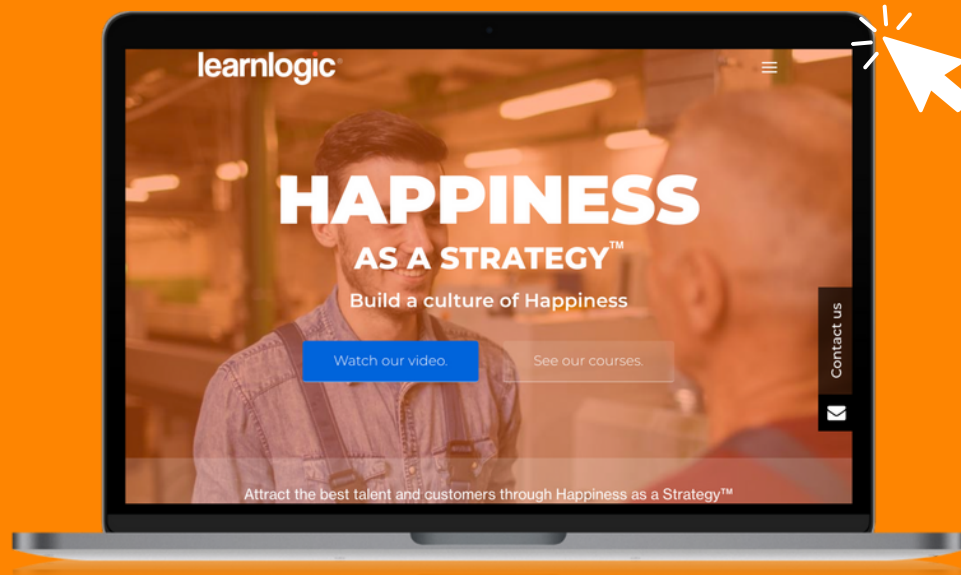 learnlogic
HAPPINESS
AS A STRATEGY™
Build a culture of Happiness
Watch our video.
See our courses.
Contact us
Attract the best talent and customers through Happiness as a Strategy™